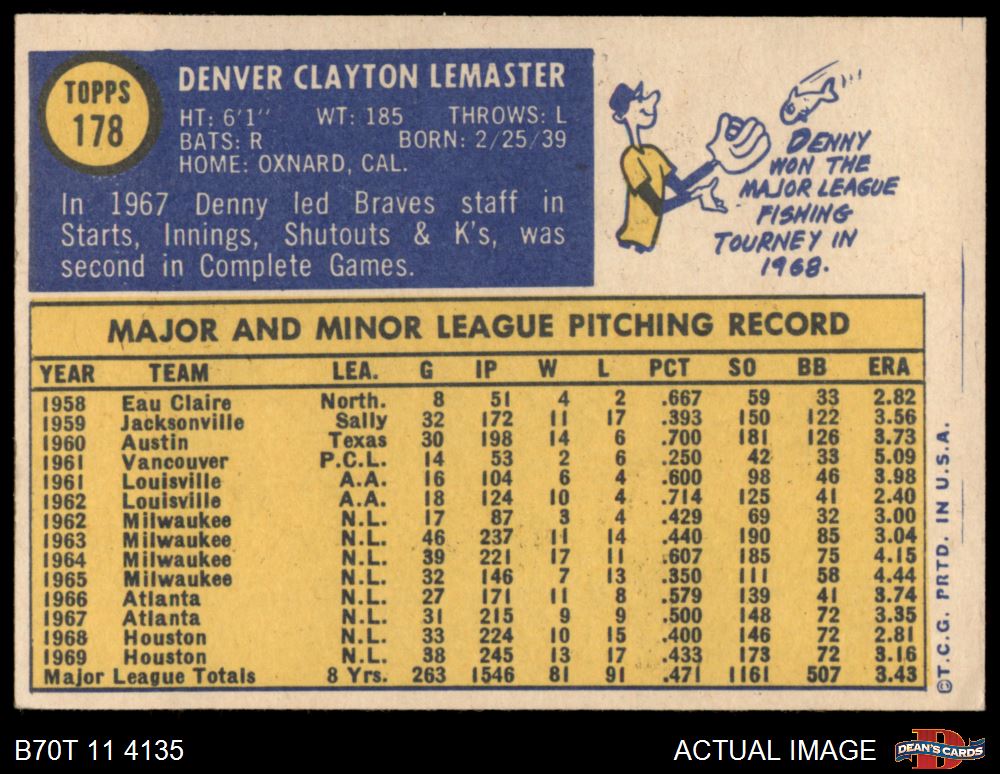 TOPPS
178
DENVER CLAYTON LEMASTER
HT: 6'1" WT: 185 THROWS: L
BATS: R BORN: 2/25/39
HOME: OXNARD, CAL.
In 1967 Denny led Braves staff in
Starts, Innings, Shutouts & K's, was
second in Complete Games.
DENNY
WON THE
MAJOR LEAGUE
FISHING
TOURNEY IN
1968.
MAJOR AND MINOR LEAGUE PITCHING RECORD
YEAR TEAM LEA. G IP W L PCT SO BB ERA
1958 Eau Claire North. 8 51 4 2 .667 59 33 2.82
1959 Jacksonville Sally 32 172 11 17 .393 150 122 3.56
1960 Austin Texas 30 198 14 6 .700 181 126 3.73
1961 Vancouver P.C.L. 14 53 2 6 .250 42 33 5.09
1961 Louisville A.A. 16 104 6 4 .600 98 46 3.98
1962 Louisville A.A. 18 124 10 4 .714 125 41 2.40
1962 Milwaukee N.L. 17 87 3 4 .429 69 32 3.00
1963 Milwaukee N.L. 46 237 11 14 .440 190 85 3.04
1964 Milwaukee N.L. 39 221 17 11 .607 185 75 4.15
1965 Milwaukee N.L. 32 146 7 13 .350 111 58 4.44
1966 Atlanta N.L. 27 171 11 8 .579 139 41 3.74
1967 Atlanta N.L. 31 215 9 9 .500 148 72 3.35
1968 Houston N.L. 33 224 10 15 .400 146 72 2.81
1969 Houston N.L. 38 245 13 17 .433 173 72 3.16
Major League Totals 8 Yrs. 263 1546 81 91 .471 1161 507 3.43
©T.C.G. PRTD. IN U.S.A.
B70T 11 4135
ACTUAL IMAGE
D
DEAN'S CARDS